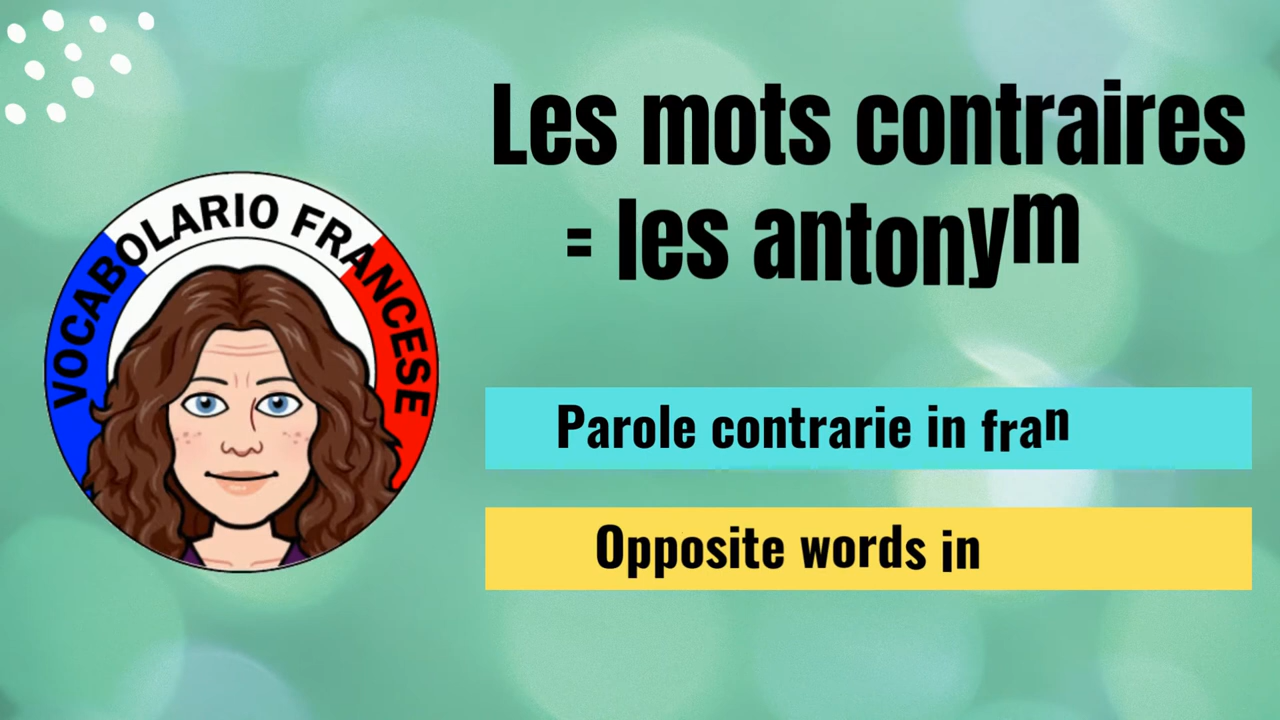 VOCABOLARIO FRANCESE
Les mots contraires
= les antonym
Parole contrarie in fran
Opposite words in